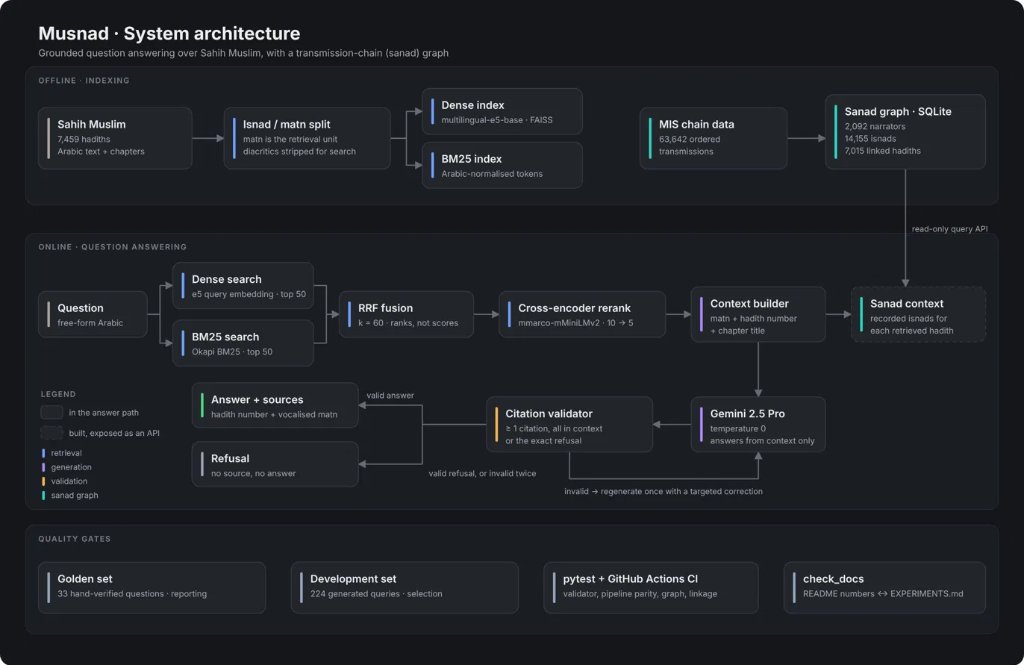 Musnad · System architecture
Grounded question answering over Sahih Muslim, with a transmission-chain (sanad) graph
OFFLINE · INDEXING
Sahih Muslim
7,459 hadiths
Arabic text + chapters
Isnad / matn split
matn is the retrieval unit
diacritics stripped for search
Dense index
multilingual-e5-base · FAISS
BM25 index
Arabic-normalised tokens
MIS chain data
63,642 ordered
transmissions
Sanad graph · SQLite
2,092 narrators
14,155 isnads
7,015 linked hadiths
read-only query API
ONLINE · QUESTION ANSWERING
Question
free-form Arabic
Dense search
e5 query embedding · top 50
BM25 search
Okapi BM25 · top 50
RRF fusion
k = 60 · ranks, not scores
Cross-encoder rerank
mmarco-mMiniLMv2 · 10 → 5
Context builder
matn + hadith number
+ chapter title
Sanad context
recorded isnads for
each retrieved hadith
LEGEND
in the answer path
built, exposed as an API
retrieval
generation
validation
sanad graph
Answer + sources
hadith number + vocalised matn
Refusal
no source, no answer
valid answer
valid refusal, or invalid twice
Citation validator
≥ 1 citation, all in context
or the exact refusal
Gemini 2.5 Pro
temperature 0
answers from context only
invalid → regenerate once with a targeted correction
QUALITY GATES
Golden set
33 hand-verified questions · reporting
Development set
224 generated queries · selection
pytest + GitHub Actions CI
validator, pipeline parity, graph, linkage
check_docs
README numbers ↔ EXPERIMENTS.md